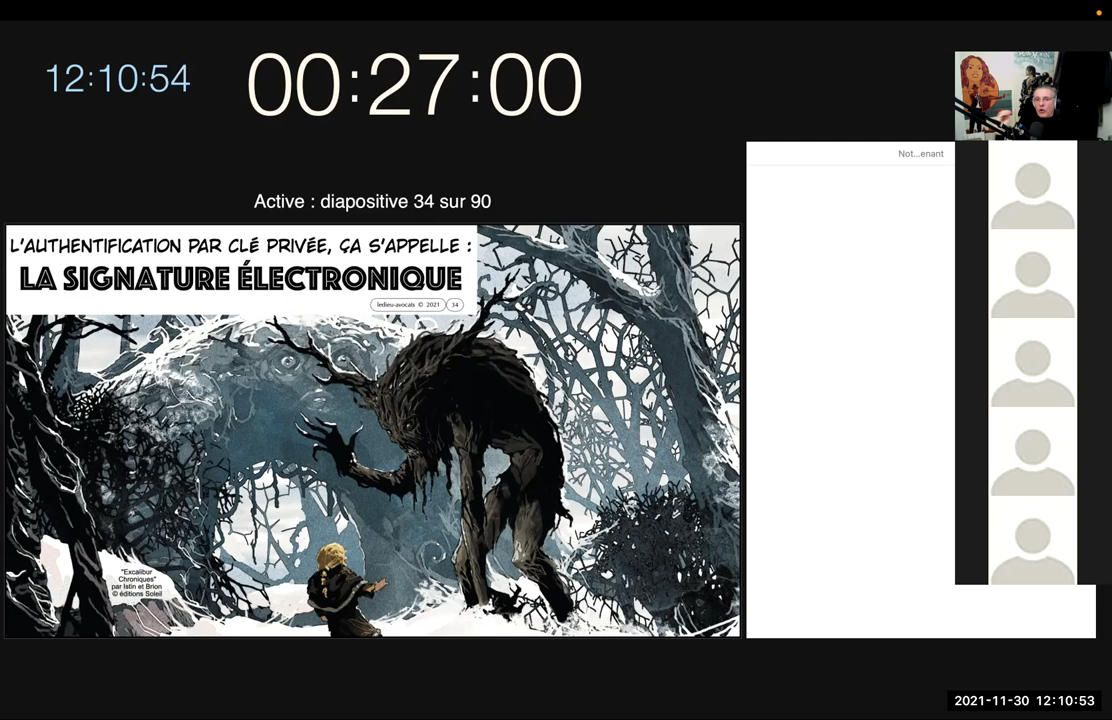 12:10:54
00:27:00
Not...enant
Active : diapositive 34 sur 90
L'AUTHENTIFICATION PAR CLÉ PRIVÉE, ÇA S'APPELLE :
LA SIGNATURE ÉLECTRONIQUE
ledieu-avocats © 2021 34
"Excalibur
Chroniques"
par Istin et Brion
© éditions Soleil
2021-11-30 12:10:53